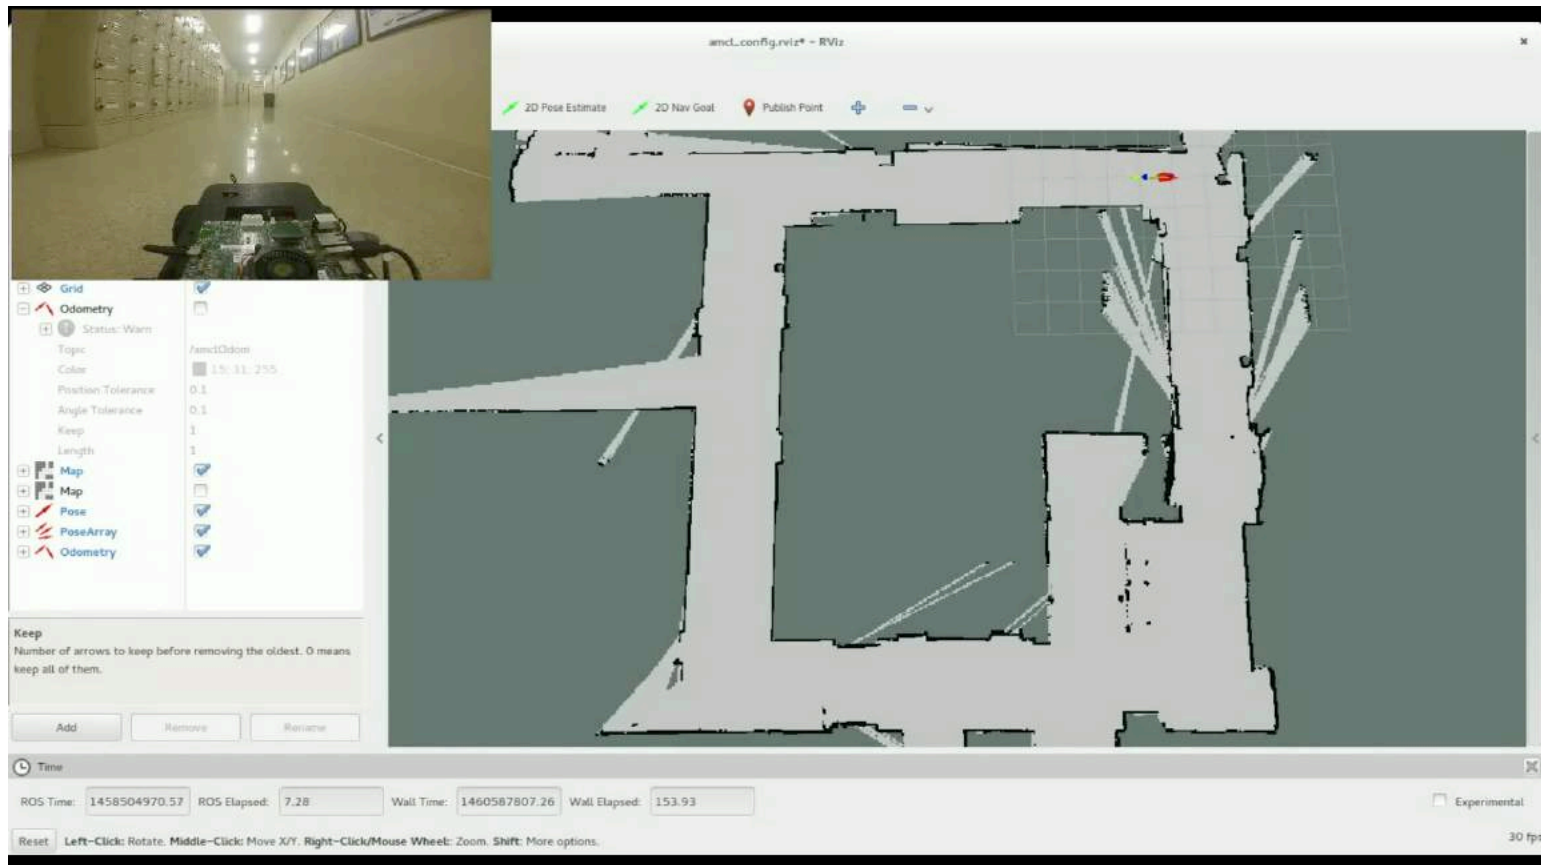 amcl_config.rviz* - RViz
2D Pose Estimate 2D Nav Goal Publish Point
Grid
Odometry
Status: Warn
Topic /amclOdom
Color 15; 11; 255
Position Tolerance 0.1
Angle Tolerance 0.1
Keep 1
Length 1
Map
Map
Pose
PoseArray
Odometry
Keep
Number of arrows to keep before removing the oldest. 0 means
keep all of them.
Add Remove Rename
Time
ROS Time: 1458504970.57 ROS Elapsed: 7.28 Wall Time: 1460587807.26 Wall Elapsed: 153.93 Experimental
Reset Left-Click: Rotate. Middle-Click: Move X/Y. Right-Click/Mouse Wheel: Zoom. Shift: More options. 30 fps